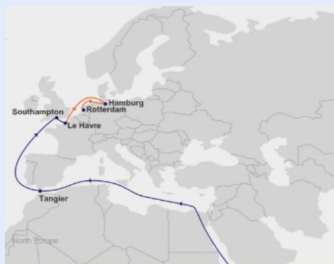 Hamburg
Rotterdam
Southampton
Le Havre
Tangier
North Europe